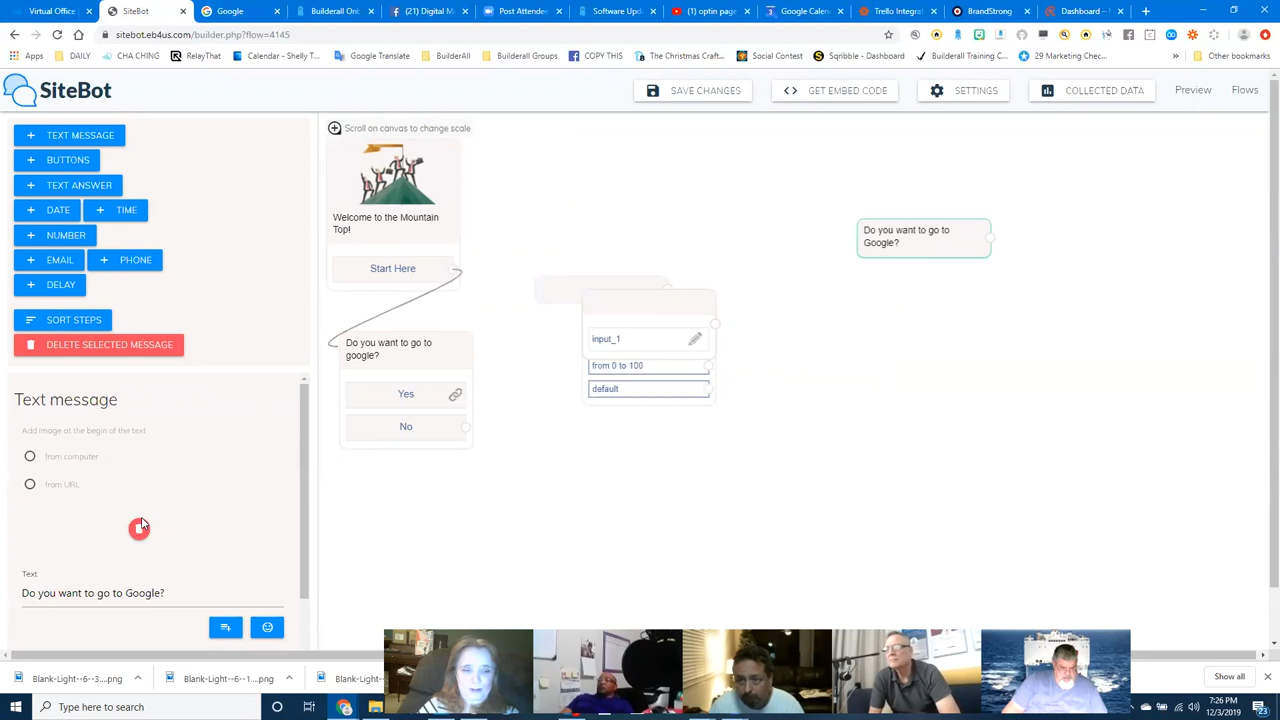 Virtual Office
SiteBot
Google
Builderall Onb
(21) Digital M
Post Attendee
Software Upd
optin page
Google Calen
Trello Integrat
BrandStrong
Dashboard –
sitebot.eb4us.com/builder.php?flow=4145
Apps
DAILY
CHA CHING
RelayThat
Calendar - Shelly T...
Google Translate
BuilderAll
Builderall Groups
COPY THIS
The Christmas Craft...
Social Contest
Sqribble - Dashboard
Builderall Training C...
29 Marketing Chec...
»
Other bookmarks
SiteBot
SAVE CHANGES
GET EMBED CODE
SETTINGS
COLLECTED DATA
Preview
Flows
+ TEXT MESSAGE
+ BUTTONS
+ TEXT ANSWER
+ DATE
+ TIME
+ NUMBER
+ EMAIL
+ PHONE
+ DELAY
SORT STEPS
DELETE SELECTED MESSAGE
Scroll on canvas to change scale
Welcome to the Mountain
Top!
Start Here
Do you want to go to
google?
Yes
No
input_1
from 0 to 100
default
Do you want to go to
Google?
Text message
Add image at the begin of the text
from computer
from URL
Text
Do you want to go to Google?
Blank-Light--6--3....png
Blank-Light--6--1....png
Blank-Light--6--
Show all
Type here to search
7:26 PM
12/3/2019